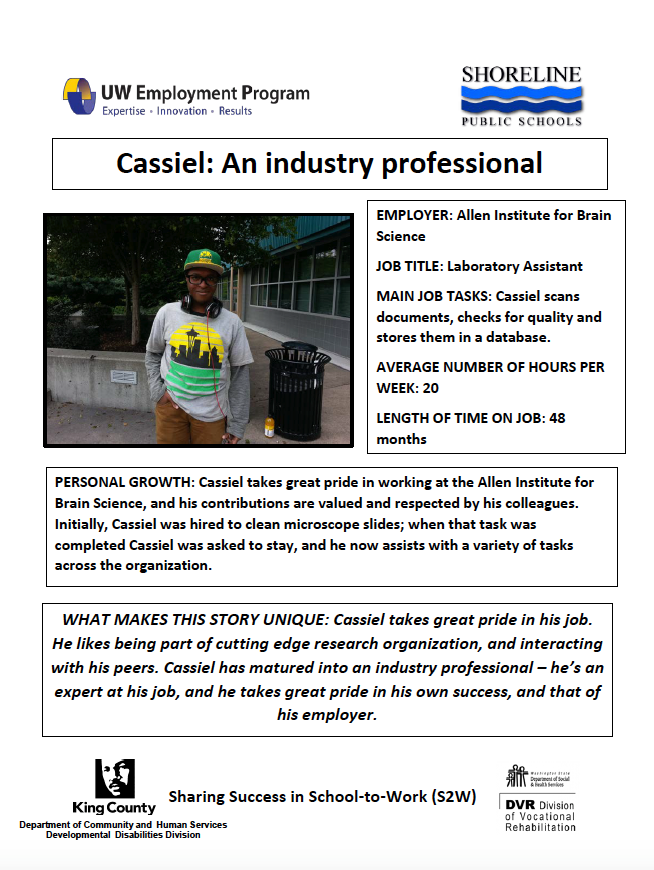 UW Employment Program
Expertise • Innovation • Results
SHORELINE
PUBLIC SCHOOLS
Cassiel: An industry professional
EMPLOYER: Allen Institute for Brain
Science
JOB TITLE: Laboratory Assistant
MAIN JOB TASKS: Cassiel scans
documents, checks for quality and
stores them in a database.
AVERAGE NUMBER OF HOURS PER
WEEK: 20
LENGTH OF TIME ON JOB: 48
months
PERSONAL GROWTH: Cassiel takes great pride in working at the Allen Institute for
Brain Science, and his contributions are valued and respected by his colleagues.
Initially, Cassiel was hired to clean microscope slides; when that task was
completed Cassiel was asked to stay, and he now assists with a variety of tasks
across the organization.
WHAT MAKES THIS STORY UNIQUE: Cassiel takes great pride in his job.
He likes being part of cutting edge research organization, and interacting
with his peers. Cassiel has matured into an industry professional – he’s an
expert at his job, and he takes great pride in his own success, and that of
his employer.
King County
Department of Community and Human Services
Developmental Disabilities Division
Sharing Success in School-to-Work (S2W)
Washington State
Department of Social
& Health Services
DVR Division
of Vocational
Rehabilitation